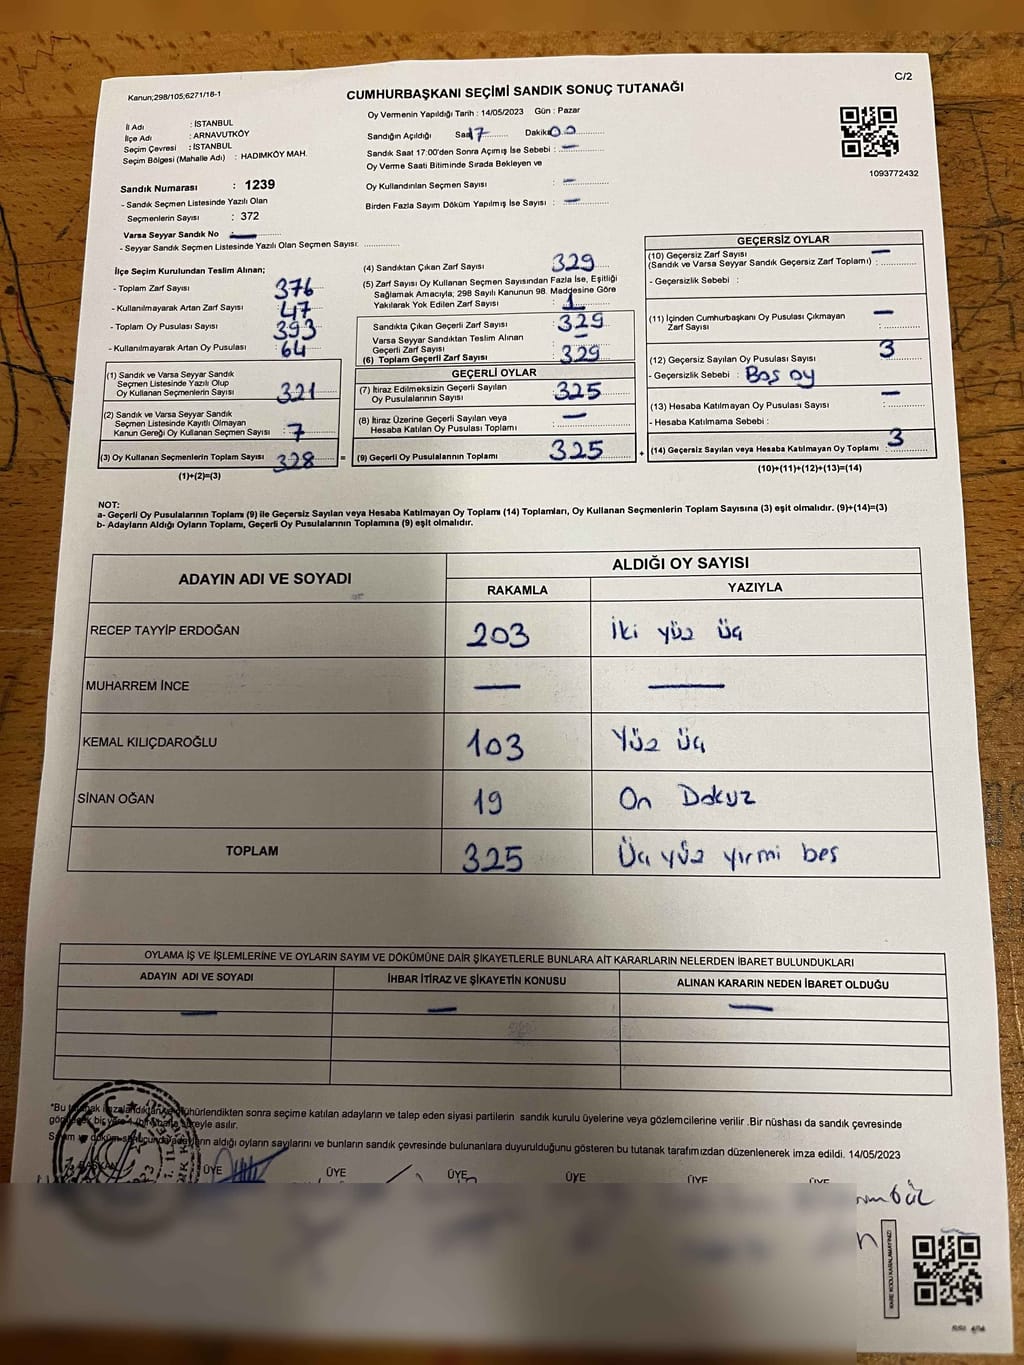 Kanun;298/105;6271/18-1
CUMHURBAŞKANI SEÇİMİ SANDIK SONUÇ TUTANAĞI
C/2
İl Adı : İSTANBUL
İlçe Adı : ARNAVUTKÖY
Seçim Çevresi : İSTANBUL
Seçim Bölgesi (Mahalle Adı) : HADIMKÖY MAH.
Sandık Numarası : 1239
- Sandık Seçmen Listesinde Yazılı Olan
Seçmenlerin Sayısı : 372
Varsa Seyyar Sandık No —
- Seyyar Sandık Seçmen Listesinde Yazılı Olan Seçmen Sayısı: ............
Oy Vermenin Yapıldığı Tarih : 14/05/2023 Gün : Pazar
Sandığın Açıldığı Saat 17 Dakika 00
Sandık Saat 17:00'den Sonra Açımış İse Sebebi : —
Oy Verme Saati Bitiminde Sırada Bekleyen ve
Oy Kullandırılan Seçmen Sayısı : —
Birden Fazla Sayım Döküm Yapılmış İse Sayısı : —
1093772432
İlçe Seçim Kurulundan Teslim Alınan;
- Toplam Zarf Sayısı 376
- Kullanılmayarak Artan Zarf Sayısı 47
- Toplam Oy Pusulası Sayısı 393
- Kullanılmayarak Artan Oy Pusulası 64
(1) Sandık ve Varsa Seyyar Sandık
Seçmen Listesinde Yazılı Olup
Oy Kullanan Seçmenlerin Sayısı 321
(2) Sandık ve Varsa Seyyar Sandık
Seçmen Listesinde Kayıtlı Olmayan
Kanun Gereği Oy Kullanan Seçmen Sayısı 7
(3) Oy Kullanan Seçmenlerin Toplam Sayısı 328 =
(1)+(2)=(3)
(4) Sandıktan Çıkan Zarf Sayısı 329
(5) Zarf Sayısı Oy Kullanan Seçmen Sayısından Fazla İse, Eşitliği
Sağlamak Amacıyla, 298 Sayılı Kanunun 98. Maddesine Göre
Yakılarak Yok Edilen Zarf Sayısı : 1
Sandıkta Çıkan Geçerli Zarf Sayısı : 329
Varsa Seyyar Sandıktan Teslim Alınan
Geçerli Zarf Sayısı : —
(6) Toplam Geçerli Zarf Sayısı 329
GEÇERLİ OYLAR
(7) İtiraz Edilmeksizin Geçerli Sayılan
Oy Pusulalarının Sayısı : 325
(8) İtiraz Üzerine Geçerli Sayılan veya
Hesaba Katılan Oy Pusulası Toplamı : —
(9) Geçerli Oy Pusulalarının Toplamı 325 +
GEÇERSİZ OYLAR
(10) Geçersiz Zarf Sayısı
(Sandık ve Varsa Seyyar Sandık Geçersiz Zarf Toplamı) : —
- Geçersizlik Sebebi :
(11) İçinden Cumhurbaşkanı Oy Pusulası Çıkmayan
Zarf Sayısı : —
(12) Geçersiz Sayılan Oy Pusulası Sayısı : 3
- Geçersizlik Sebebi : Boş oy
(13) Hesaba Katılmayan Oy Pusulası Sayısı : —
- Hesaba Katılmama Sebebi :
(14) Geçersiz Sayılan veya Hesaba Katılmayan Oy Toplamı : 3
(10)+(11)+(12)+(13)=(14)
NOT:
a- Geçerli Oy Pusulalarının Toplamı (9) ile Geçersiz Sayılan veya Hesaba Katılmayan Oy Toplamı (14) Toplamları, Oy Kullanan Seçmenlerin Toplam Sayısına (3) eşit olmalıdır. (9)+(14)=(3)
b- Adayların Aldığı Oyların Toplamı, Geçerli Oy Pusulalarının Toplamına (9) eşit olmalıdır.
ADAYIN ADI VE SOYADI ALDIĞI OY SAYISI
RAKAMLA YAZIYLA
RECEP TAYYİP ERDOĞAN 203 İki yüz üç
MUHARREM İNCE — —
KEMAL KILIÇDAROĞLU 103 Yüz üç
SİNAN OĞAN 19 On Dokuz
TOPLAM 325 Üç yüz yirmi beş
OYLAMA İŞ VE İŞLEMLERİNE VE OYLARIN SAYIM VE DÖKÜMÜNE DAİR ŞİKAYETLERLE BUNLARA AİT KARARLARIN NELERDEN İBARET BULUNDUKLARI
ADAYIN ADI VE SOYADI İHBAR İTİRAZ VE ŞİKAYETİN KONUSU ALINAN KARARIN NEDEN İBARET OLDUĞU
— — —
*Bu tutanak imzalandıktan ve mühürlendikten sonra seçime katılan adayların ve talep eden siyasi partilerin sandık kurulu üyelerine veya gözlemcilerine verilir .Bir nüshası da sandık çevresinde
süreyle asılır.
adayların aldığı oyların sayılarını ve bunların sandık çevresinde bulunanlara duyurulduğunu gösteren bu tutanak tarafımızdan düzenlenerek imza edildi. 14/05/2023
BAŞKAN ÜYE ÜYE ÜYE ÜYE ÜYE ÜYE
KARE KODU KARALAMAYINIZ!